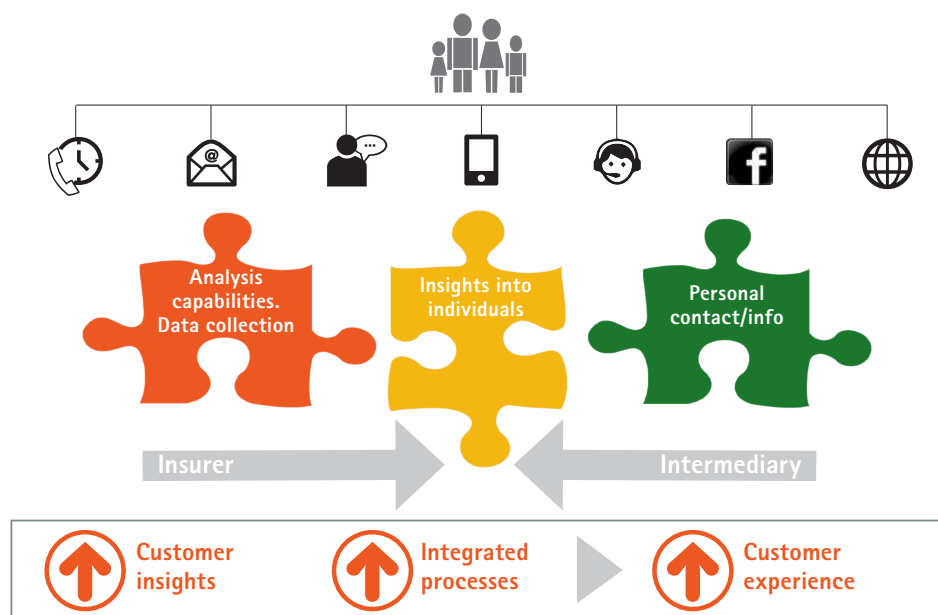 @
...
f
Analysis
capabilities.
Data collection
Insights into
individuals
Personal
contact/info
Insurer
Intermediary
Customer
insights
Integrated
processes
Customer
experience